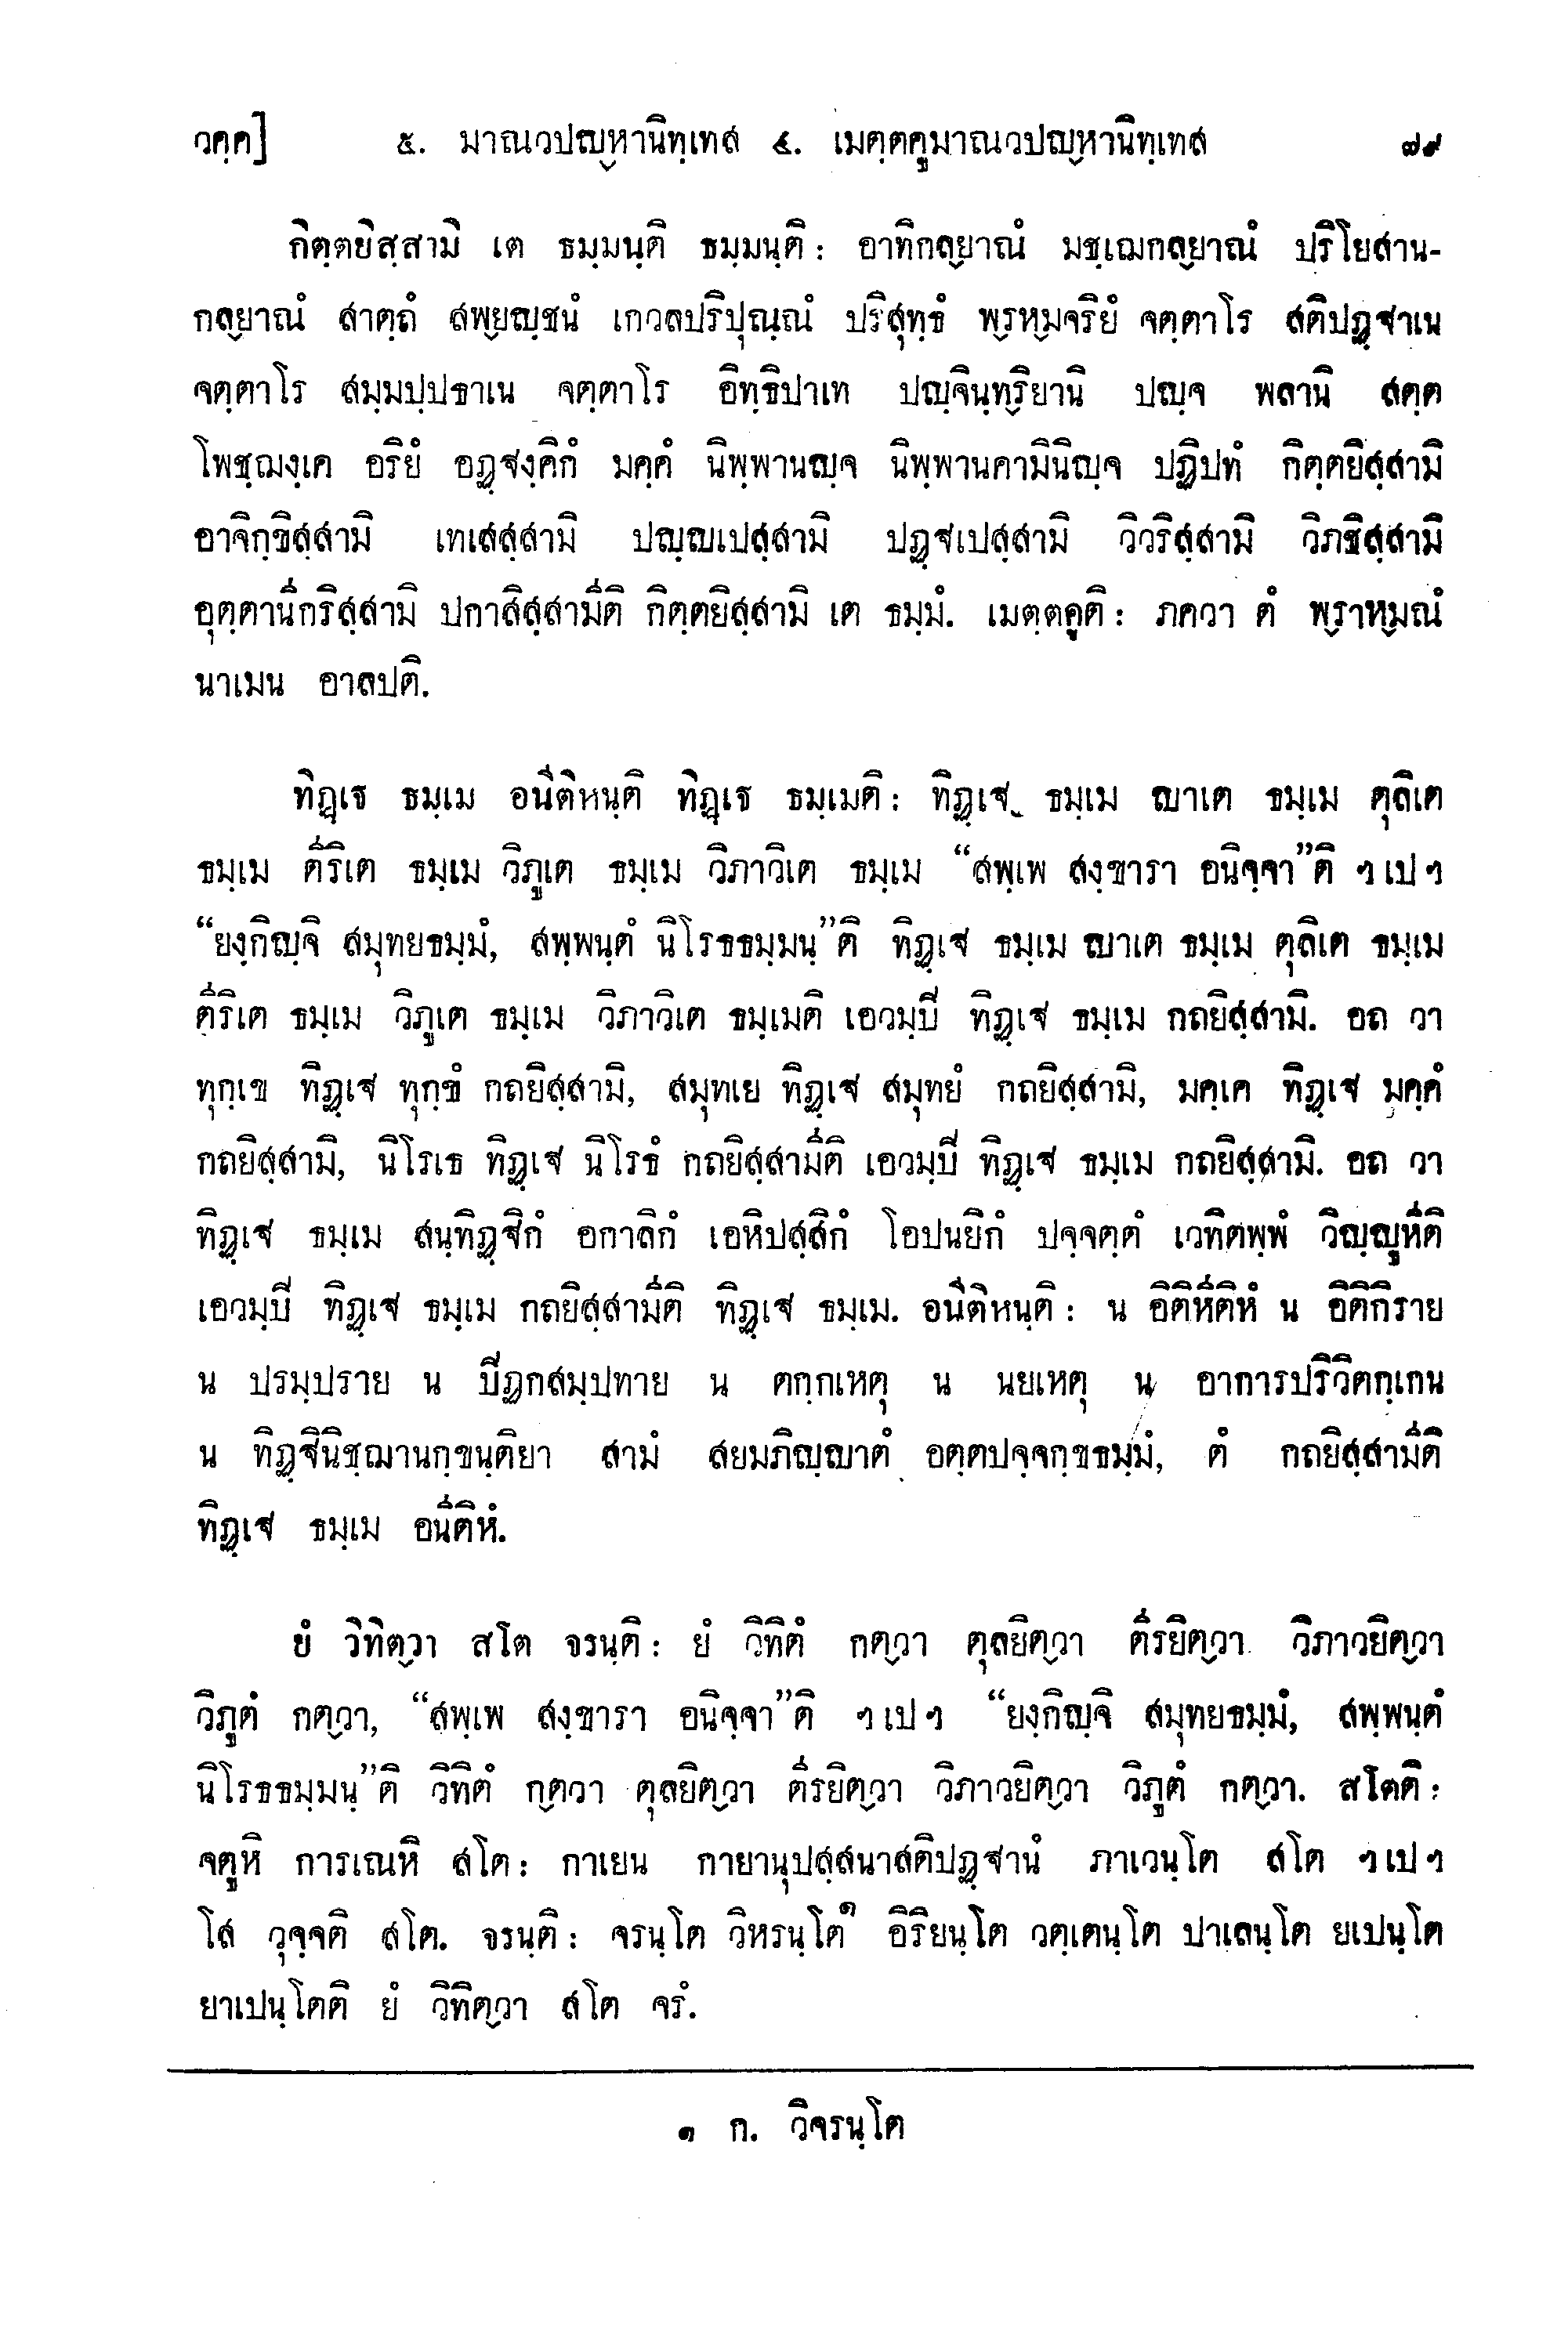 วคฺค]	๕. มาณวปญฺหานิทฺเทส ๔. เมตฺตคูมาณวปญฺหานิทฺเทส	๗๙
กิตฺตยิสฺสามิ เต ธมฺมนฺติ ธมฺมนฺติ: อาทิกลฺยาณํ มชฺเฌกลฺยาณํ ปริโยสาน-
กลฺยาณํ สาตฺถํ สพฺยญฺชนํ เกวลปริปุณฺณํ ปริสุทฺธํ พฺรหฺมจริยํ จตฺตาโร สติปฏฺฐาเน
จตฺตาโร สมฺมปฺปธาเน จตฺตาโร อิทฺธิปาเท ปญฺจินฺทฺริยานิ ปญฺจ พลานิ สตฺต
โพชฺฌงฺเค อริยํ อฏฺฐงฺคิกํ มคฺคํ นิพฺพานญฺจ นิพฺพานคามินิญฺจ ปฏิปทํ กิตฺตยิสฺสามิ
อาจิกฺขิสฺสามิ เทเสสฺสามิ ปญฺญเปสฺสามิ ปฏฺฐเปสฺสามิ วิวริสฺสามิ วิภชิสฺสามิ
อุตฺตานีกริสฺสามิ ปกาสิสฺสามีติ กิตฺตยิสฺสามิ เต ธมฺมํ. เมตฺตคูติ: ภควา ตํ พฺราหฺมณํ
นาเมน อาลปติ.
ทิฏฺเฐ ธมฺเม อนีติหนฺติ ทิฏฺเฐ ธมฺเมติ: ทิฏฺเฐ ธมฺเม ญาเต ธมฺเม ตุลิเต
ธมฺเม ตีริเต ธมฺเม วิภูเต ธมฺเม วิภาวิเต ธมฺเม “สพฺเพ สงฺขารา อนิจฺจา”ติ ฯเปฯ
“ยงฺกิญฺจิ สมุทยธมฺมํ, สพฺพนฺตํ นิโรธธมฺมนฺ”ติ ทิฏฺเฐ ธมฺเม ญาเต ธมฺเม ตุลิเต ธมฺเม
ตีริเต ธมฺเม วิภูเต ธมฺเม วิภาวิเต ธมฺเมติ เอวมฺปิ ทิฏฺเฐ ธมฺเม กถยิสฺสามิ. อถ วา
ทุกฺเข ทิฏฺเฐ ทุกฺขํ กถยิสฺสามิ, สมุทเย ทิฏฺเฐ สมุทยํ กถยิสฺสามิ, มคฺเค ทิฏฺเฐ มคฺคํ
กถยิสฺสามิ, นิโรเธ ทิฏฺเฐ นิโรธํ กถยิสฺสามีติ เอวมฺปิ ทิฏฺเฐ ธมฺเม กถยิสฺสามิ. อถ วา
ทิฏฺเฐ ธมฺเม สนฺทิฏฺฐิกํ อกาลิกํ เอหิปสฺสิกํ โอปนยิกํ ปจฺจตฺตํ เวทิตพฺพํ วิญฺญูหีติ
เอวมฺปิ ทิฏฺเฐ ธมฺเม กถยิสฺสามีติ ทิฏฺเฐ ธมฺเม. อนีติหนฺติ: น อิติหีติหํ น อิติกิราย
น ปรมฺปราย น ปิฏกสมฺปทาย น ตกฺกเหตุ น นยเหตุ น อาการปริวิตกฺเกน
น ทิฏฺฐินิชฺฌานกฺขนฺติยา สามํ สยมภิญฺญาตํ อตฺตปจฺจกฺขธมฺมํ, ตํ กถยิสฺสามีติ
ทิฏฺเฐ ธมฺเม อนีติหํ.
ยํ วิทิตฺวา สโต จรนฺติ: ยํ วิทิตํ กตฺวา ตุลยิตฺวา ตีรยิตฺวา วิภาวยิตฺวา
วิภูตํ กตฺวา, “สพฺเพ สงฺขารา อนิจฺจา”ติ ฯเปฯ “ยงฺกิญฺจิ สมุทยธมฺมํ, สพฺพนฺตํ
นิโรธธมฺมนฺ”ติ วิทิตํ กตฺวา ตุลยิตฺวา ตีรยิตฺวา วิภาวยิตฺวา วิภูตํ กตฺวา. สโตติ:
จตูหิ การเณหิ สโต: กาเยน กายานุปสฺสนาสติปฏฺฐานํ ภาเวนฺโต สโต ฯเปฯ
โส วุจฺจติ สโต. จรนฺติ: จรนฺโต วิหรนฺโต๑ อิริยนฺโต วตฺเตนฺโต ปาเลนฺโต ยเปนฺโต
ยาเปนฺโตติ ยํ วิทิตฺวา สโต จรํ.
๑ ก. วิจรนฺโต